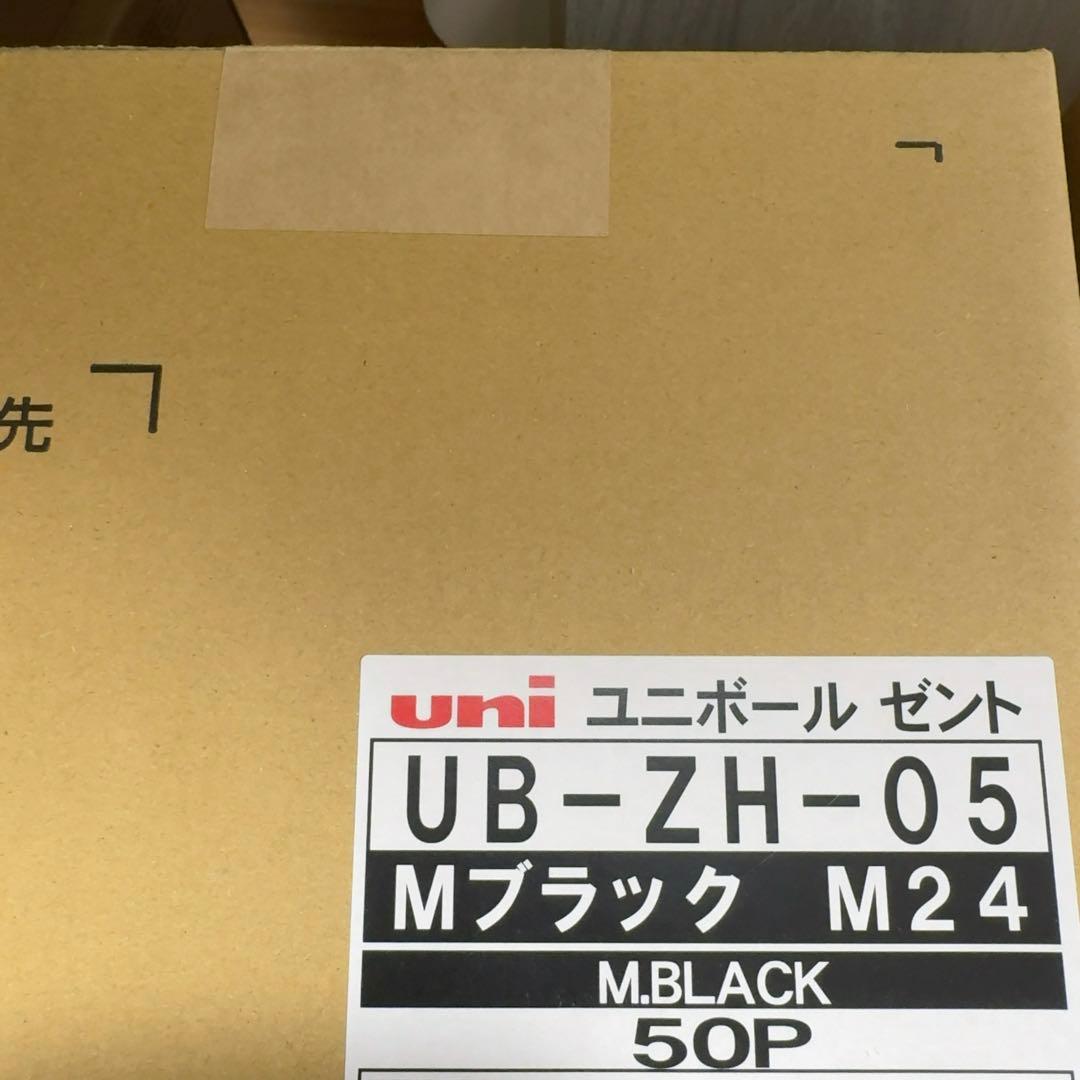 先
uni ユニボール ゼント
UB-ZH-05
Mブラック M24
M.BLACK
50P